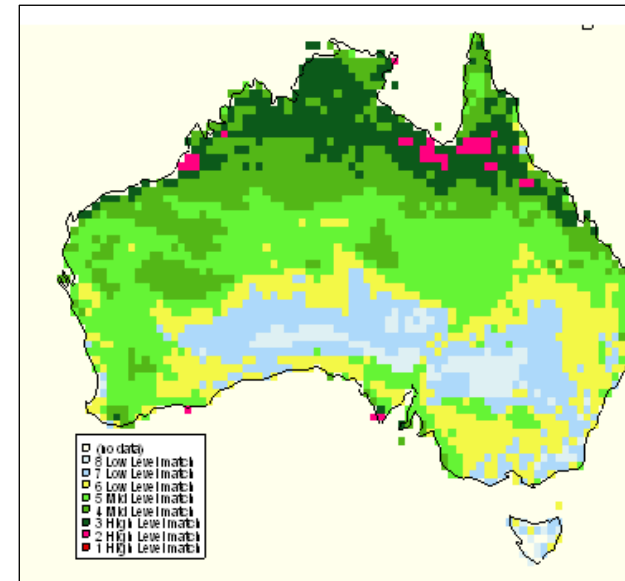 (no data)
8 Low Level match
7 Low Level match
6 Low Level match
5 Mid Level match
4 Mid Level match
3 High Level match
2 High Level match
1 High Level match